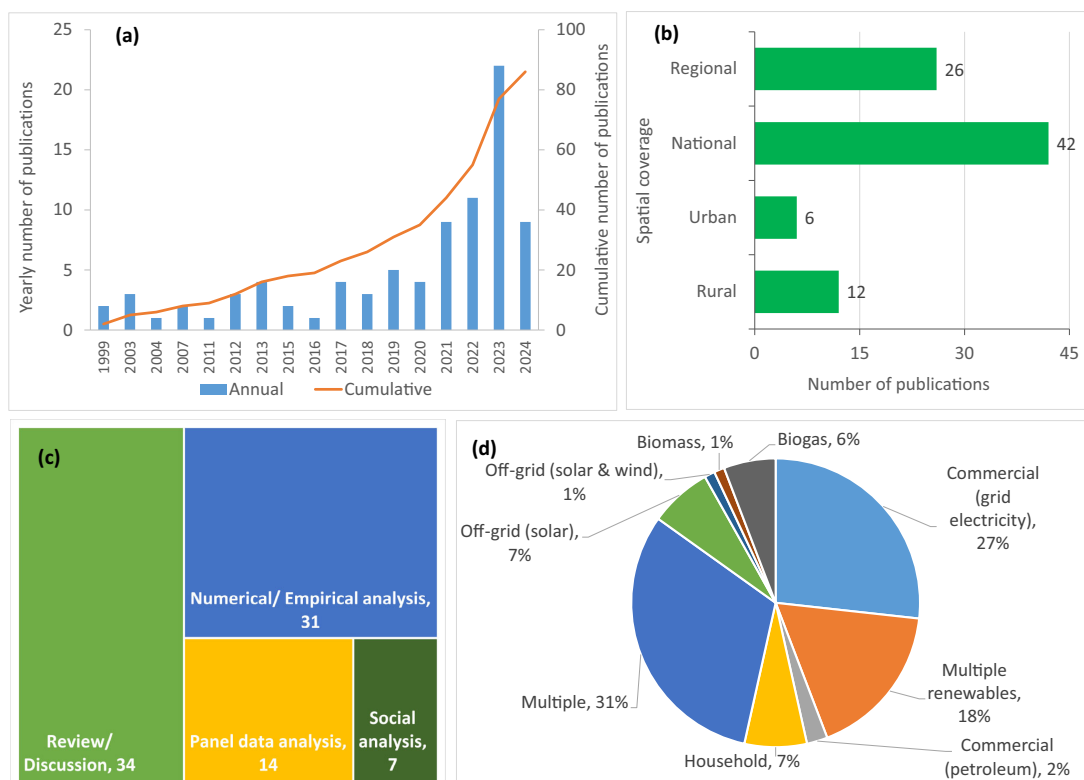 (a)
Yearly number of publications
25
20
15
10
5
0
100
80
60
40
20
0
Cumulative number of publications
1999
2003
2004
2007
2011
2012
2013
2015
2016
2017
2018
2019
2020
2021
2022
2023
2024
Annual
Cumulative
(b)
Spatial coverage
Regional
26
National
42
Urban
6
Rural
12
0
15
30
45
Number of publications
(c)
Review/
Discussion, 34
Numerical/ Empirical analysis,
31
Panel data analysis,
14
Social
analysis,
7
(d)
Biomass, 1%
Biogas, 6%
Off-grid (solar & wind),
1%
Off-grid (solar),
7%
Commercial
(grid
electricity),
27%
Multiple, 31%
Multiple
renewables,
18%
Household, 7%
Commercial
(petroleum), 2%